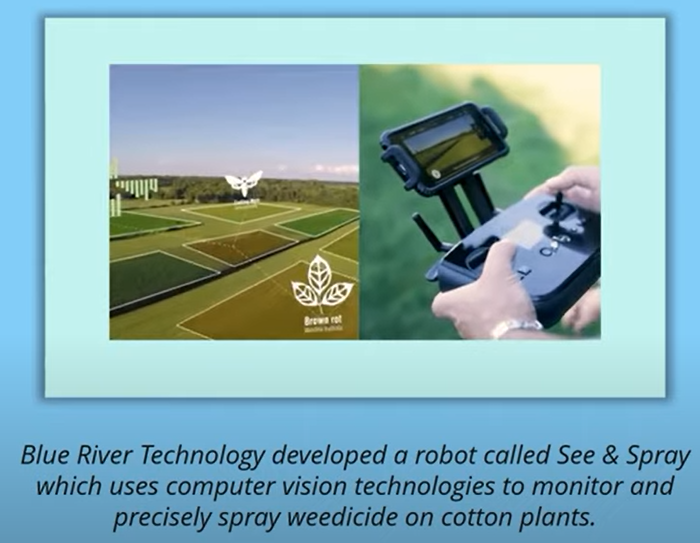 Brown rot
Blue River Technology developed a robot called See & Spray
which uses computer vision technologies to monitor and
precisely spray weedicide on cotton plants.